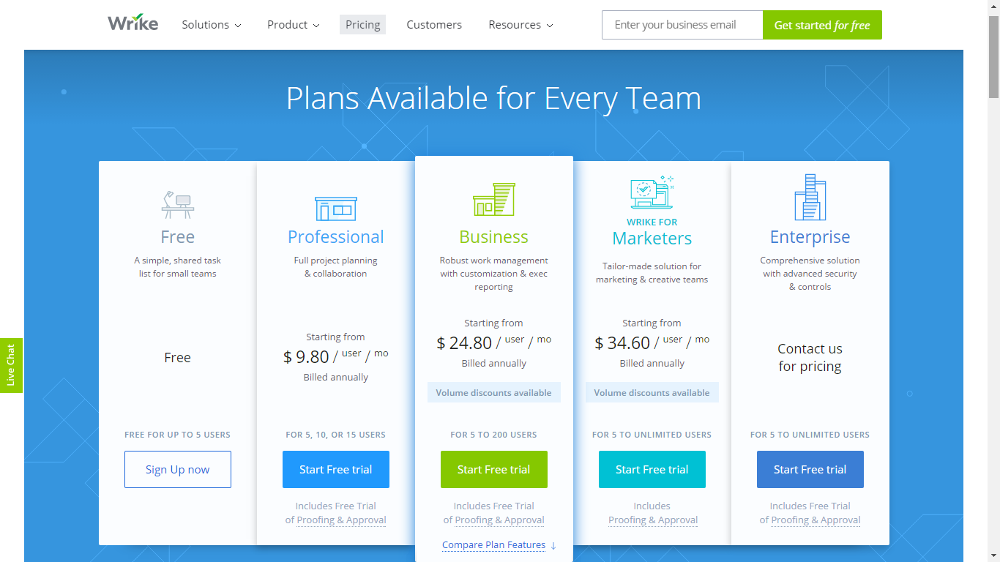 Wrike
Solutions
Product
Pricing
Customers
Resources
Enter your business email
Get started for free
Plans Available for Every Team
Free
A simple, shared task
list for small teams
Free
FREE FOR UP TO 5 USERS
Sign Up now
Professional
Full project planning
& collaboration
Starting from
$ 9.80 / user / mo
Billed annually
FOR 5, 10, OR 15 USERS
Start Free trial
Includes Free Trial
of Proofing & Approval
Business
Robust work management
with customization & exec
reporting
Starting from
$ 24.80 / user / mo
Billed annually
Volume discounts available
FOR 5 TO 200 USERS
Start Free trial
Includes Free Trial
of Proofing & Approval
Compare Plan Features ↓
WRIKE FOR
Marketers
Tailor-made solution for
marketing & creative teams
Starting from
$ 34.60 / user / mo
Billed annually
Volume discounts available
FOR 5 TO UNLIMITED USERS
Start Free trial
Includes
Proofing & Approval
Enterprise
Comprehensive solution
with advanced security
& controls
Contact us
for pricing
FOR 5 TO UNLIMITED USERS
Start Free trial
Includes Free Trial
of Proofing & Approval
Live Chat